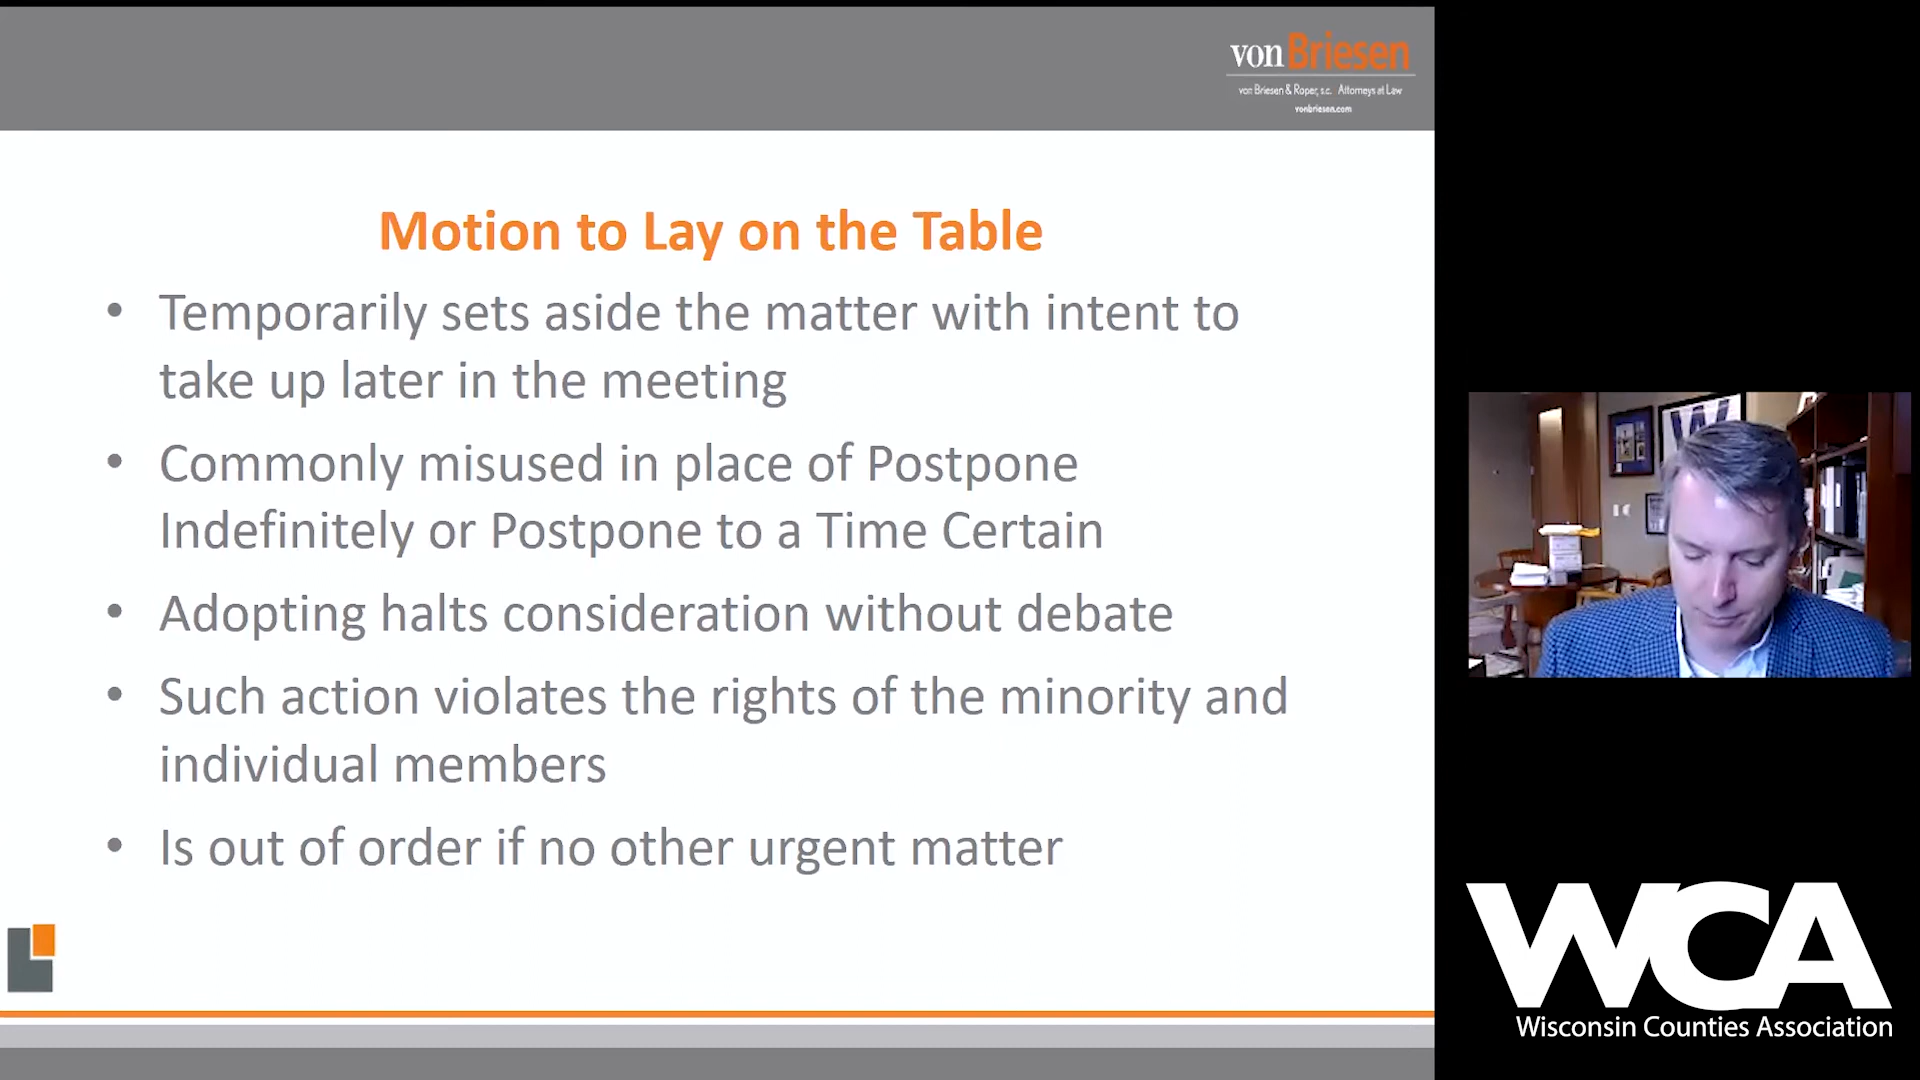 von Briesen
von Briesen & Roper, s.c. Attorneys at Law
vonbriesen.com
Motion to Lay on the Table
• Temporarily sets aside the matter with intent to
take up later in the meeting
• Commonly misused in place of Postpone
Indefinitely or Postpone to a Time Certain
• Adopting halts consideration without debate
• Such action violates the rights of the minority and
individual members
• Is out of order if no other urgent matter
W
WCA
Wisconsin Counties Association